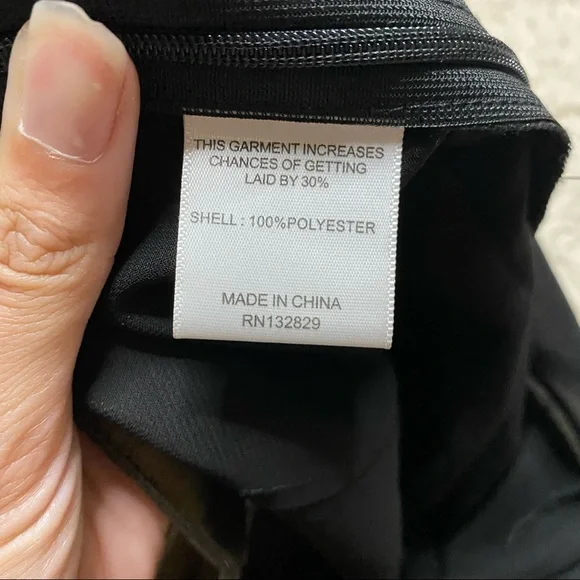 THIS GARMENT INCREASES
CHANCES OF GETTING
LAID BY 30%
SHELL : 100%POLYESTER
MADE IN CHINA
RN132829